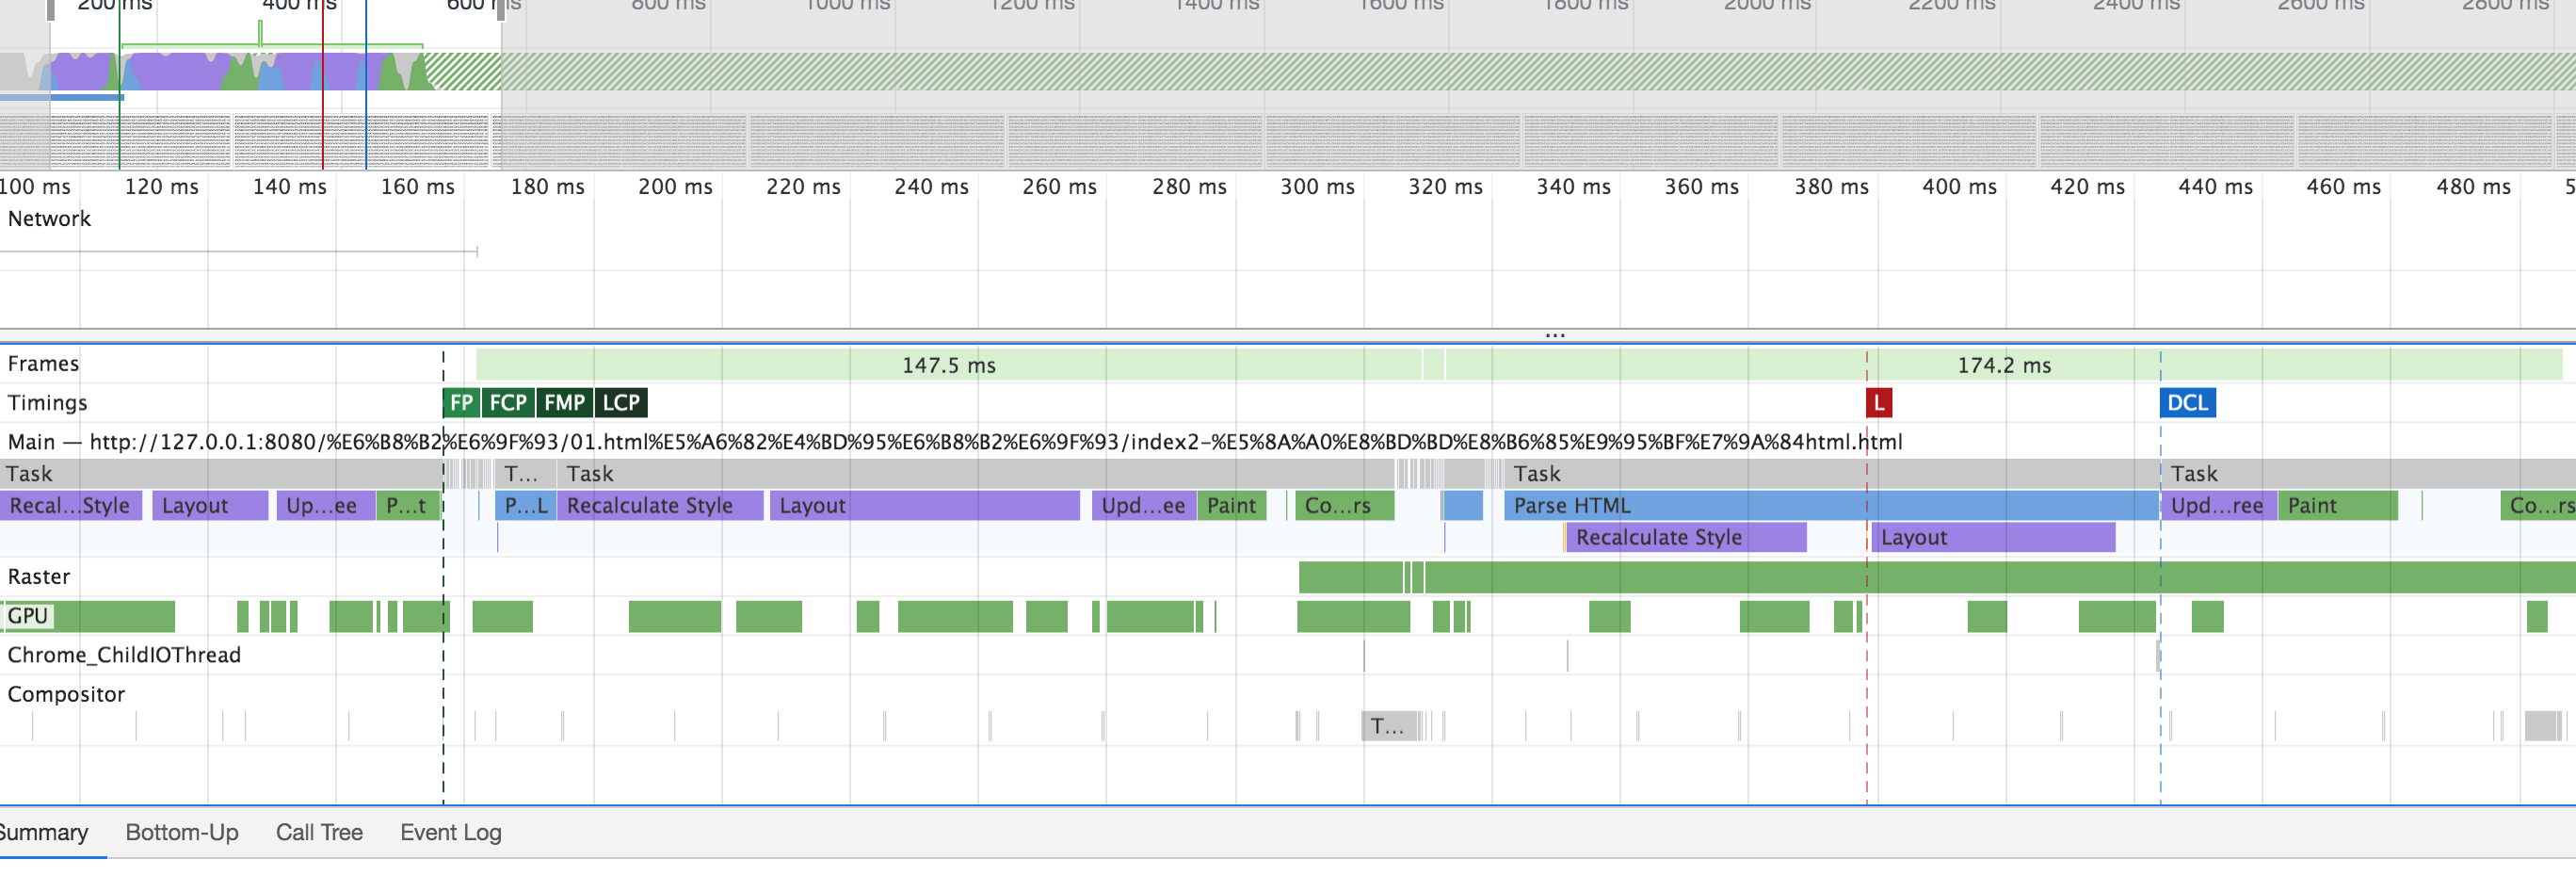 200 ms 400 ms 600 ms 800 ms 1000 ms 1200 ms 1400 ms 1600 ms 1800 ms 2000 ms 2200 ms 2400 ms 2600 ms 2800 ms
100 ms 120 ms 140 ms 160 ms 180 ms 200 ms 220 ms 240 ms 260 ms 280 ms 300 ms 320 ms 340 ms 360 ms 380 ms 400 ms 420 ms 440 ms 460 ms 480 ms 5
Network
...
Frames 147.5 ms 174.2 ms
Timings FP FCP FMP LCP L DCL
Main — http://127.0.0.1:8080/%E6%B8%B2%E6%9F%93/01.html%E5%A6%82%E4%BD%95%E6%B8%B2%E6%9F%93/index2-%E5%8A%A0%E8%BD%BD%E8%B6%85%E9%95%BF%E7%9A%84html.html
Task T... Task Task Task
Recal...Style Layout Up...ee P...t P...L Recalculate Style Layout Upd...ee Paint Co...rs Parse HTML Upd...ree Paint Co...rs
Recalculate Style Layout
Raster
GPU
Chrome_ChildIOThread
Compositor
T...
Summary Bottom-Up Call Tree Event Log